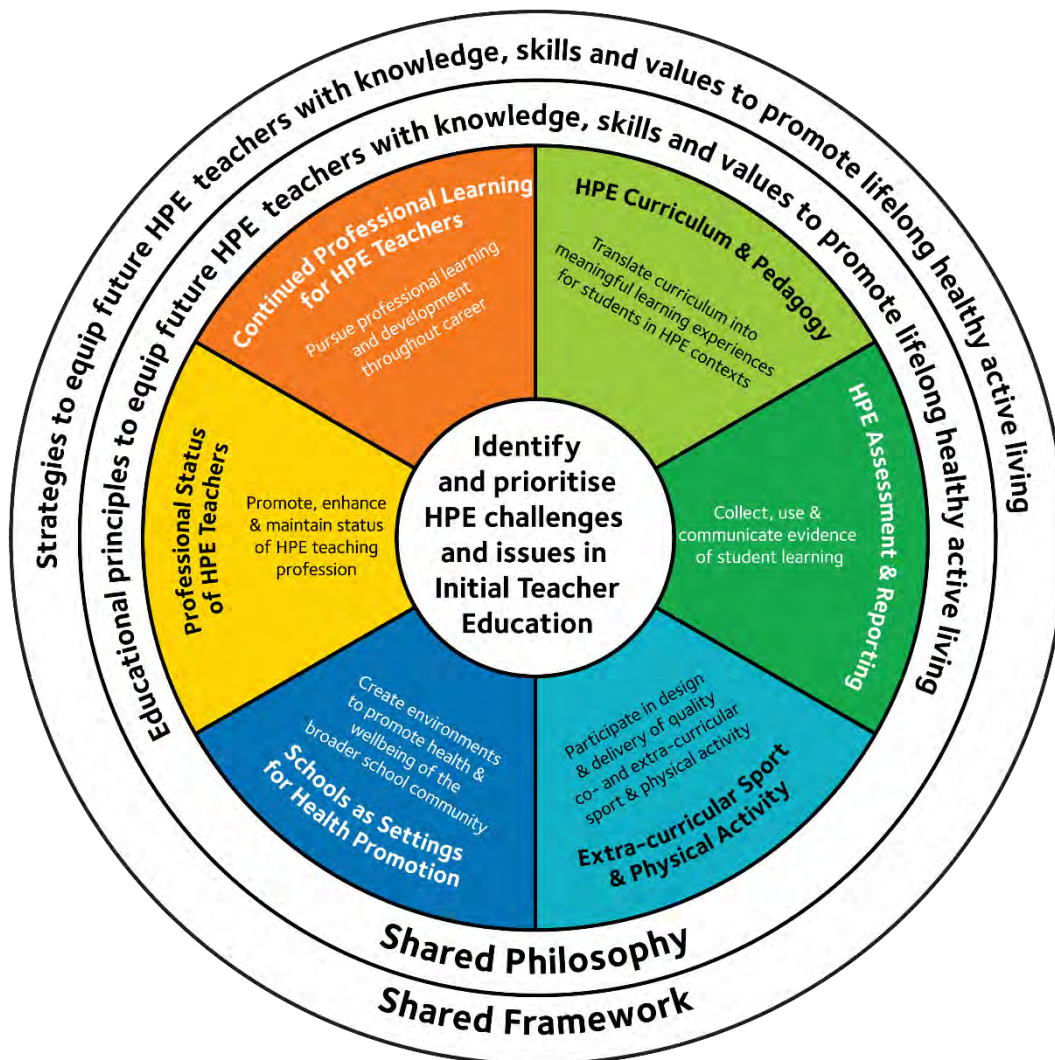 Strategies to equip future HPE teachers with knowledge, skills and values to promote lifelong healthy active living
Educational principles to equip future HPE teachers with knowledge, skills and values to promote lifelong healthy active living
Continued Professional Learning
for HPE Teachers
Pursue professional learning
and development
throughout career
HPE Curriculum & Pedagogy
Translate curriculum into
meaningful learning experiences
for students in HPE contexts
HPE Assessment & Reporting
Collect, use &
communicate evidence
of student learning
Participate in design
& delivery of quality
co- and extra-curricular
sport & physical activity
Extra-curricular Sport
& Physical Activity
Create environments
to promote health &
wellbeing of the
broader school community
Schools as Settings
for Health Promotion
Professional Status
of HPE Teachers
Promote, enhance
& maintain status
of HPE teaching
profession
Identify
and prioritise
HPE challenges
and issues in
Initial Teacher
Education
Shared Philosophy
Shared Framework